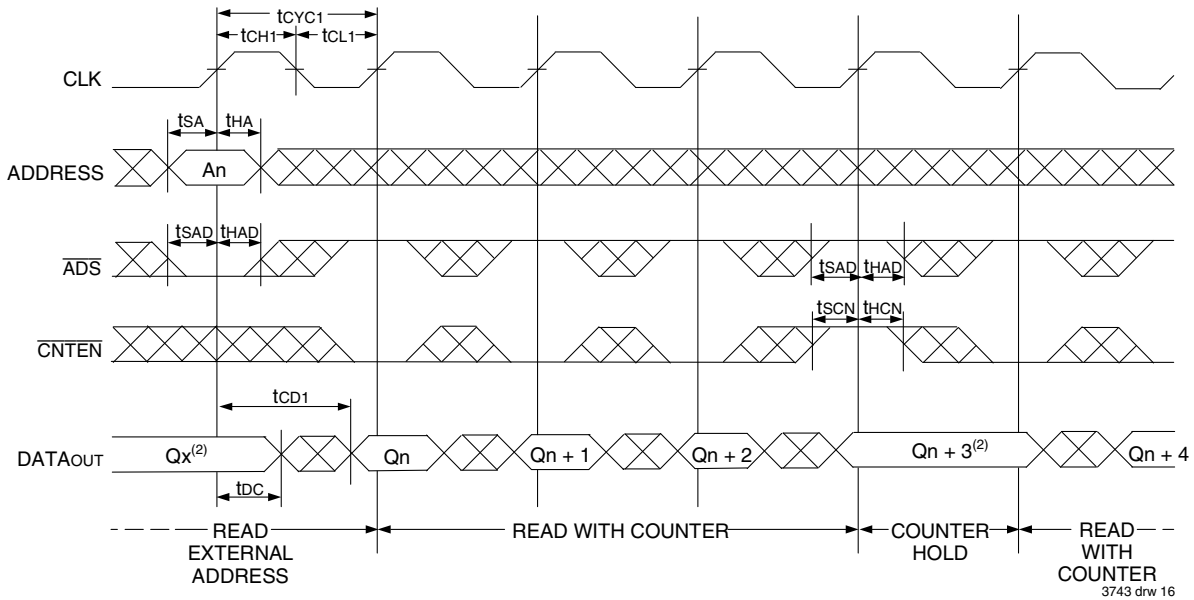 tCYC1
tCH1 tCL1
CLK
tSA tHA
ADDRESS An
tSAD tHAD
ADS
tSAD tHAD
tSCN tHCN
CNTEN
tCD1
DATAOUT Qx(2) Qn Qn + 1 Qn + 2 Qn + 3(2) Qn + 4
tDC
READ EXTERNAL ADDRESS
READ WITH COUNTER
COUNTER HOLD
READ WITH COUNTER
3743 drw 16